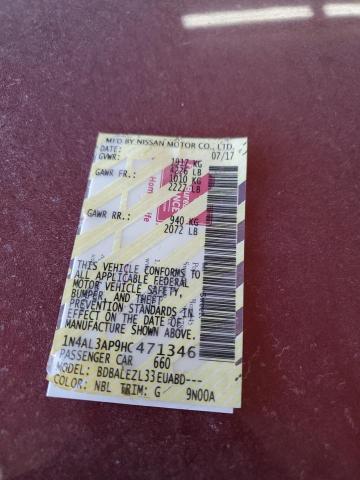 MFD BY NISSAN MOTOR CO., LTD.
DATE: 07/17
GVWR: 1917 KG
4226 LB
GAWR FR.: 1010 KG
2227 LB
GAWR RR.: 940 KG
2072 LB
THIS VEHICLE CONFORMS TO
ALL APPLICABLE FEDERAL
MOTOR VEHICLE SAFETY,
BUMPER, AND THEFT
PREVENTION STANDARDS IN
EFFECT ON THE DATE OF
MANUFACTURE SHOWN ABOVE.
1N4AL3AP9HC471346
PASSENGER CAR 660
MODEL: BDBALEZL33EUABD---
COLOR: NBL TRIM: G 9N00A